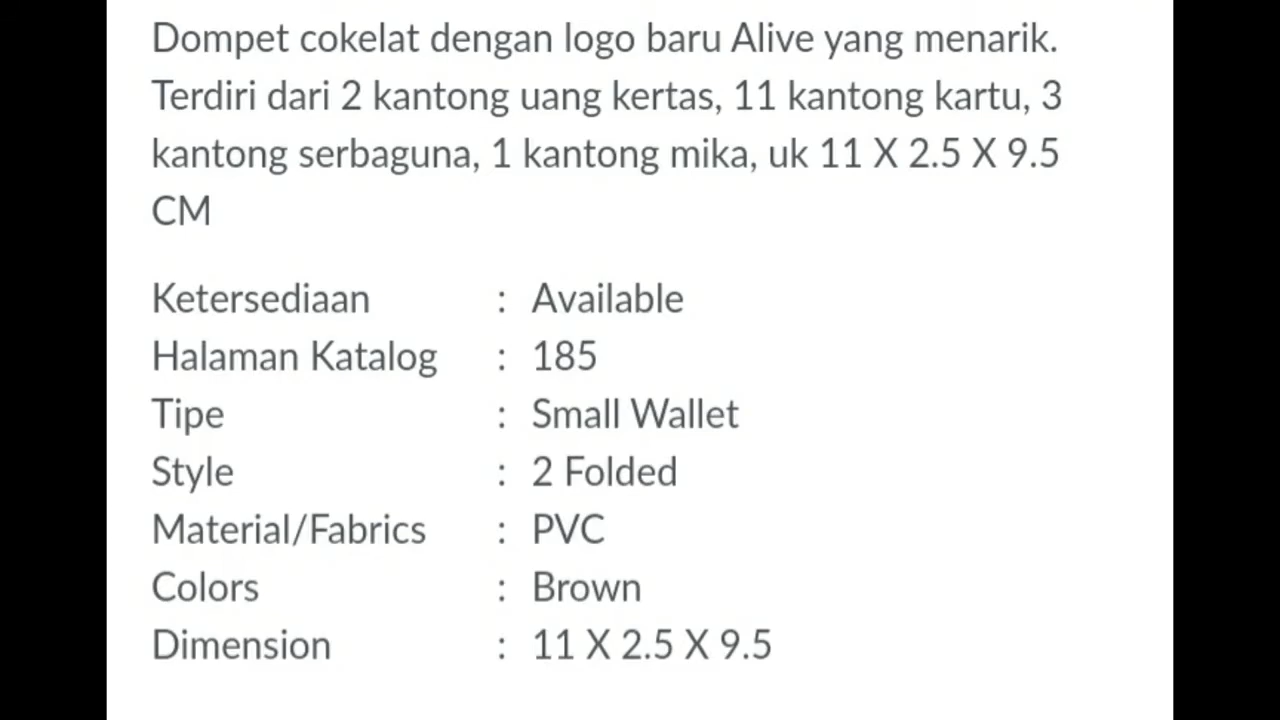 Dompet cokelat dengan logo baru Alive yang menarik.
Terdiri dari 2 kantong uang kertas, 11 kantong kartu, 3
kantong serbaguna, 1 kantong mika, uk 11 X 2.5 X 9.5
CM
Ketersediaan : Available
Halaman Katalog : 185
Tipe : Small Wallet
Style : 2 Folded
Material/Fabrics : PVC
Colors : Brown
Dimension : 11 X 2.5 X 9.5